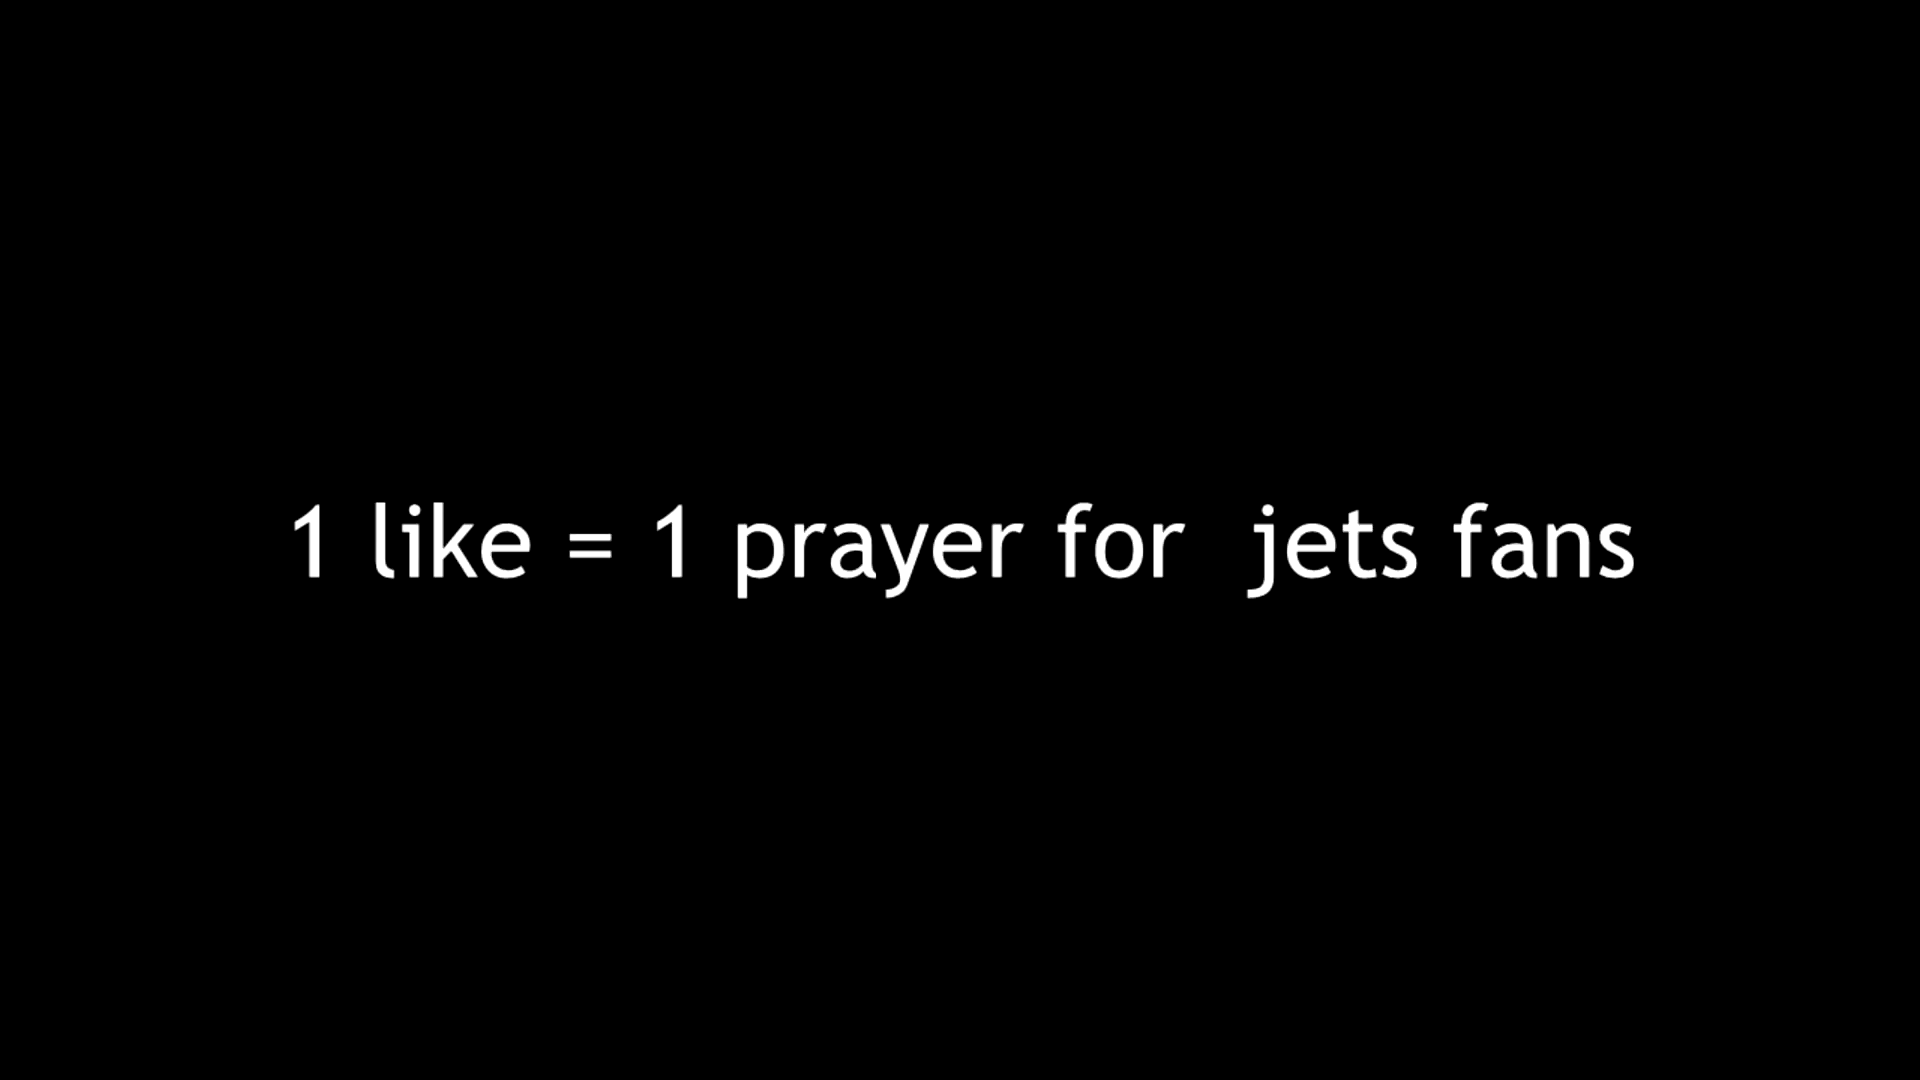 1 like = 1 prayer for  jets fans